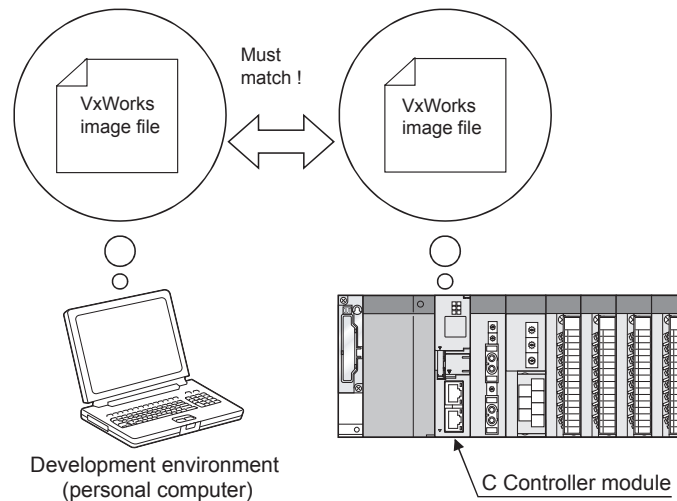 Must
match !
VxWorks
image file
VxWorks
image file
Development environment
(personal computer)
C Controller module